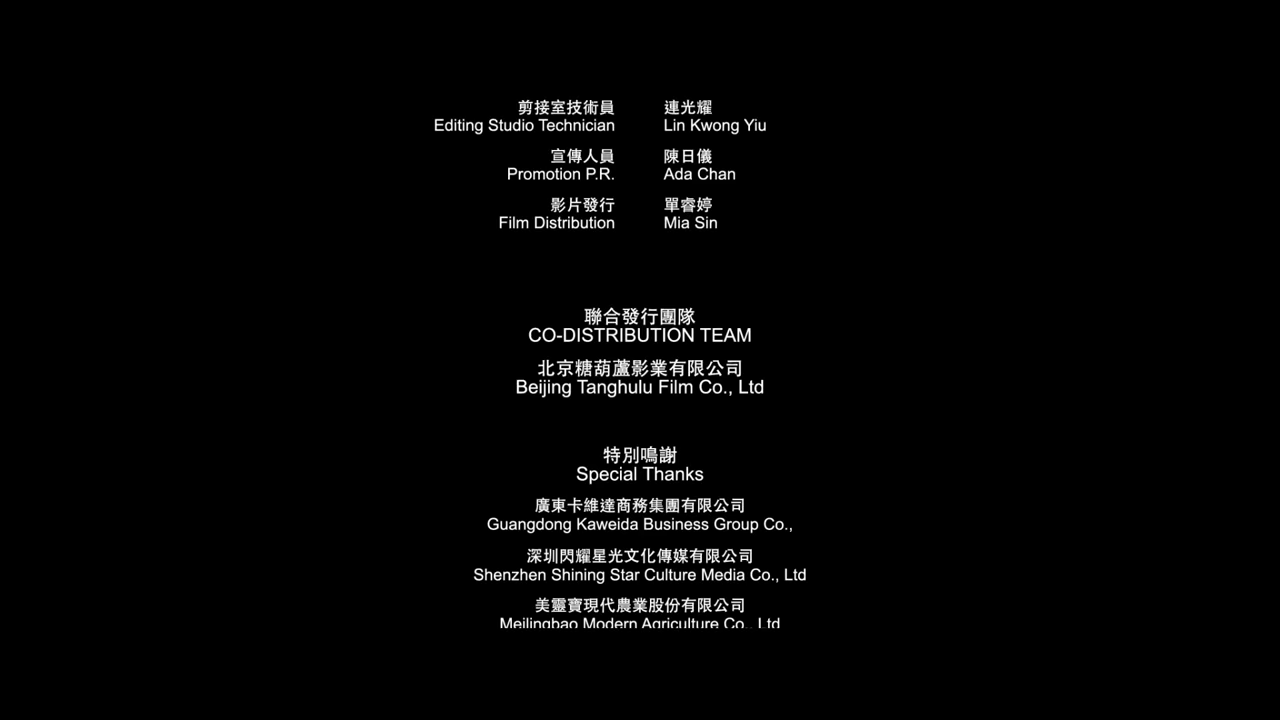 剪接室技術員 連光耀
Editing Studio Technician Lin Kwong Yiu
宣傳人員 陳日儀
Promotion P.R. Ada Chan
影片發行 單睿婷
Film Distribution Mia Sin
聯合發行團隊
CO-DISTRIBUTION TEAM
北京糖葫蘆影業有限公司
Beijing Tanghulu Film Co., Ltd
特別鳴謝
Special Thanks
廣東卡維達商務集團有限公司
Guangdong Kaweida Business Group Co.,
深圳閃耀星光文化傳媒有限公司
Shenzhen Shining Star Culture Media Co., Ltd
美靈寶現代農業股份有限公司
Meilingbao Modern Agriculture Co., Ltd